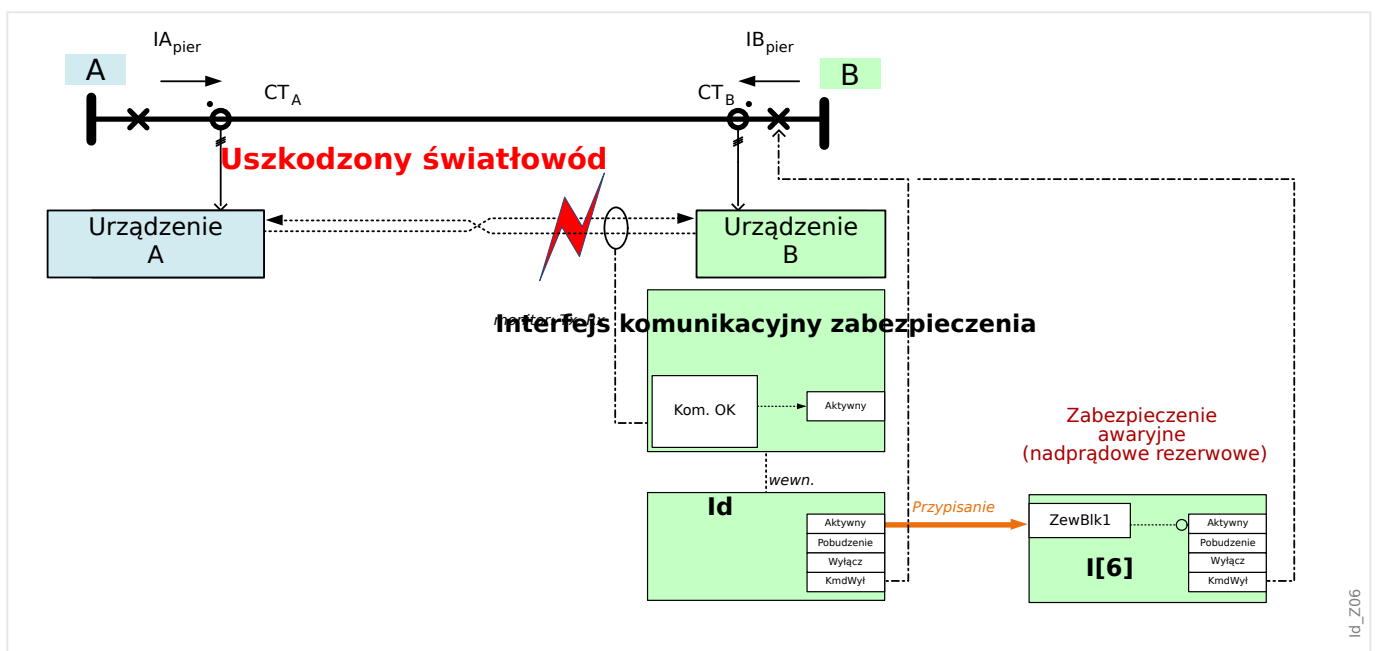 IA pier
IB pier
A
B
CT A
CT B
Uszkodzony światłowód
Urządzenie
A
Urządzenie
B
Interfejs komunikacyjny zabezpieczenia
Kom. OK
Aktywny
Zabezpieczenie
awaryjne
(nadprądowe rezerwowe)
wewn.
Id
Aktywny
Pobudzenie
Wyłącz
KmdWył
Przypisanie
ZewBlk1
I[6]
Aktywny
Pobudzenie
Wyłącz
KmdWył
Id_Z06